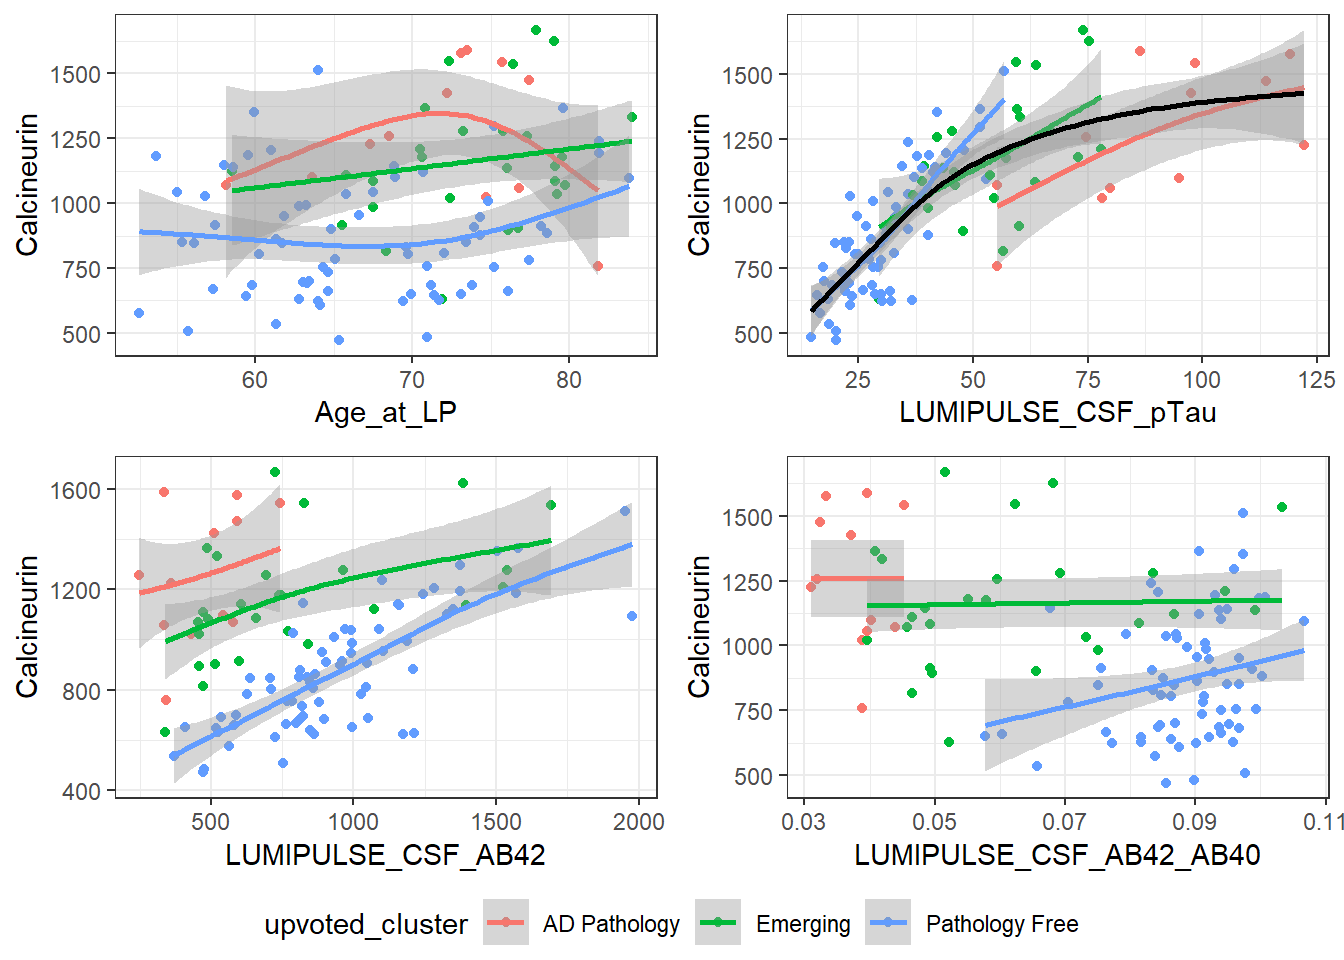 Calcineurin
1500
1250
1000
750
500
60 70 80
Age_at_LP
Calcineurin
1500
1250
1000
750
500
25 50 75 100 125
LUMIPULSE_CSF_pTau
Calcineurin
1600
1200
800
400
500 1000 1500 2000
LUMIPULSE_CSF_AB42
Calcineurin
1500
1250
1000
750
500
0.03 0.05 0.07 0.09 0.11
LUMIPULSE_CSF_AB42_AB40
upvoted_cluster AD Pathology Emerging Pathology Free